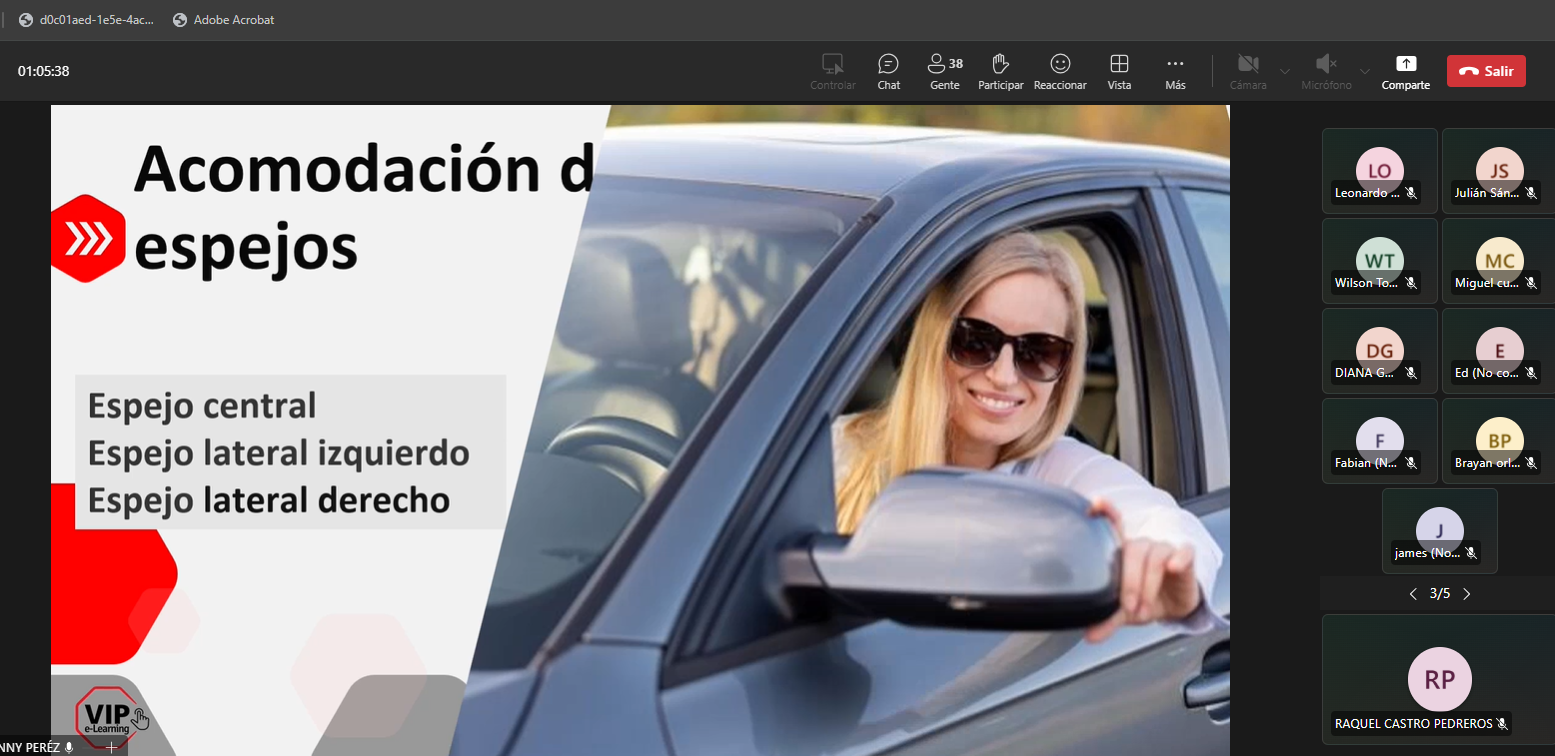 d0c01aed-1e5e-4ac...
Adobe Acrobat
01:05:38
Controlar
Chat
38
Gente
Participar
Reaccionar
Vista
Más
Cámara
Micrófono
Comparte
Salir
Acomodación d
espejos
Espejo central
Espejo lateral izquierdo
Espejo lateral derecho
VIP
e-Learning
NNY PERÉZ
LO
Leonardo ...
JS
Julián Sán...
WT
Wilson To...
MC
Miguel cu...
DG
DIANA G...
E
Ed (No co...
F
Fabian (N...
BP
Brayan orl...
J
james (No...
3/5
RP
RAQUEL CASTRO PEDREROS